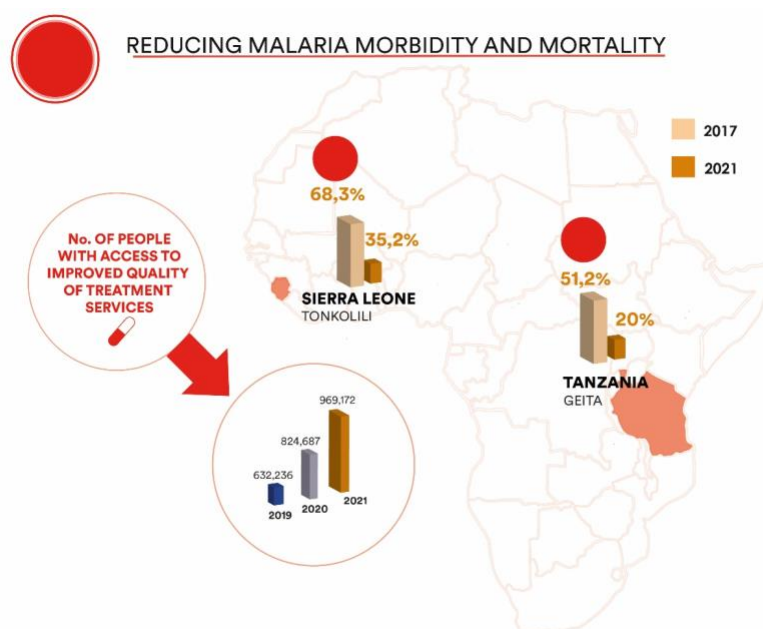 REDUCING MALARIA MORBIDITY AND MORTALITY
2017
2021
68,3%
35,2%
SIERRA LEONE
TONKOLILI
51,2%
20%
TANZANIA
GEITA
No. OF PEOPLE
WITH ACCESS TO
IMPROVED QUALITY
OF TREATMENT
SERVICES
969,172
824,687
632,236
2019
2020
2021